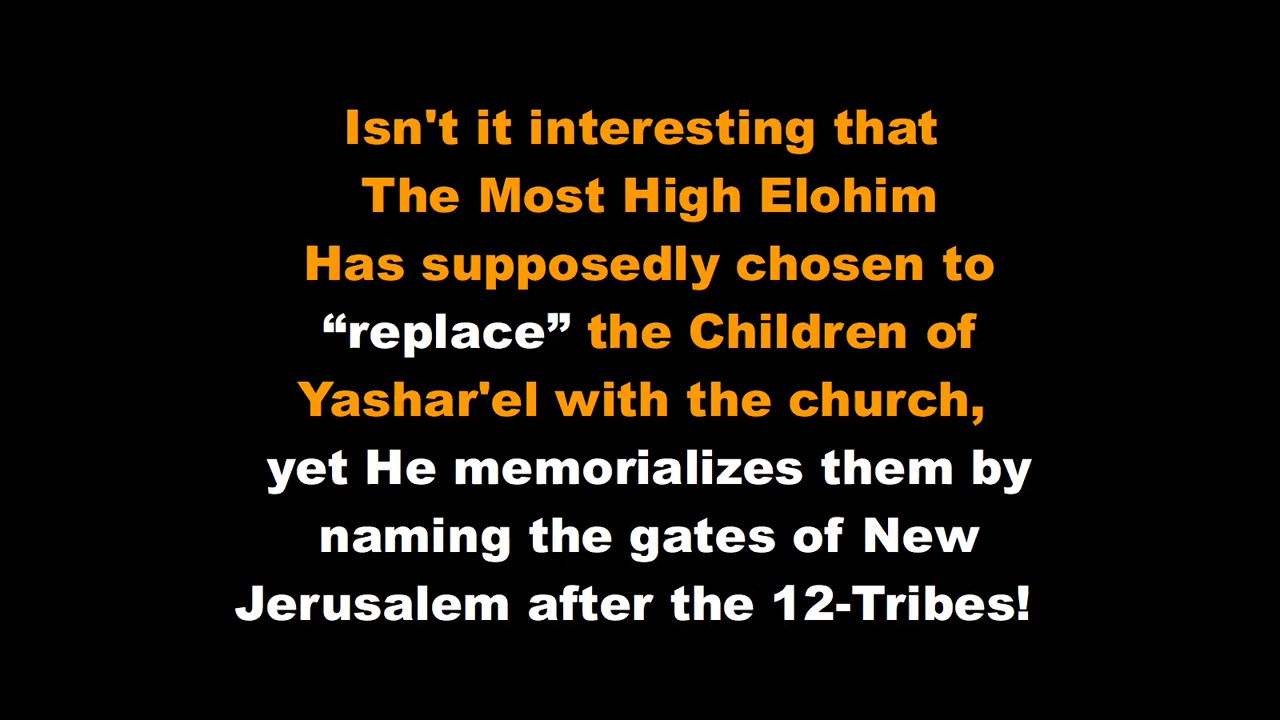 Isn't it interesting that
The Most High Elohim
Has supposedly chosen to
“replace” the Children of
Yashar'el with the church,
yet He memorializes them by
naming the gates of New
Jerusalem after the 12-Tribes!